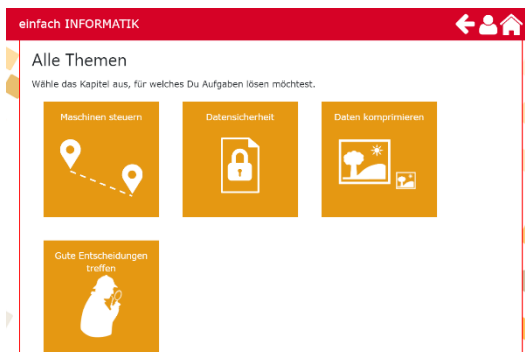 einfach INFORMATIK
Alle Themen
Wähle das Kapitel aus, für welches Du Aufgaben lösen möchtest.
Maschinen steuern
Datensicherheit
Daten komprimieren
Gute Entscheidungen
treffen